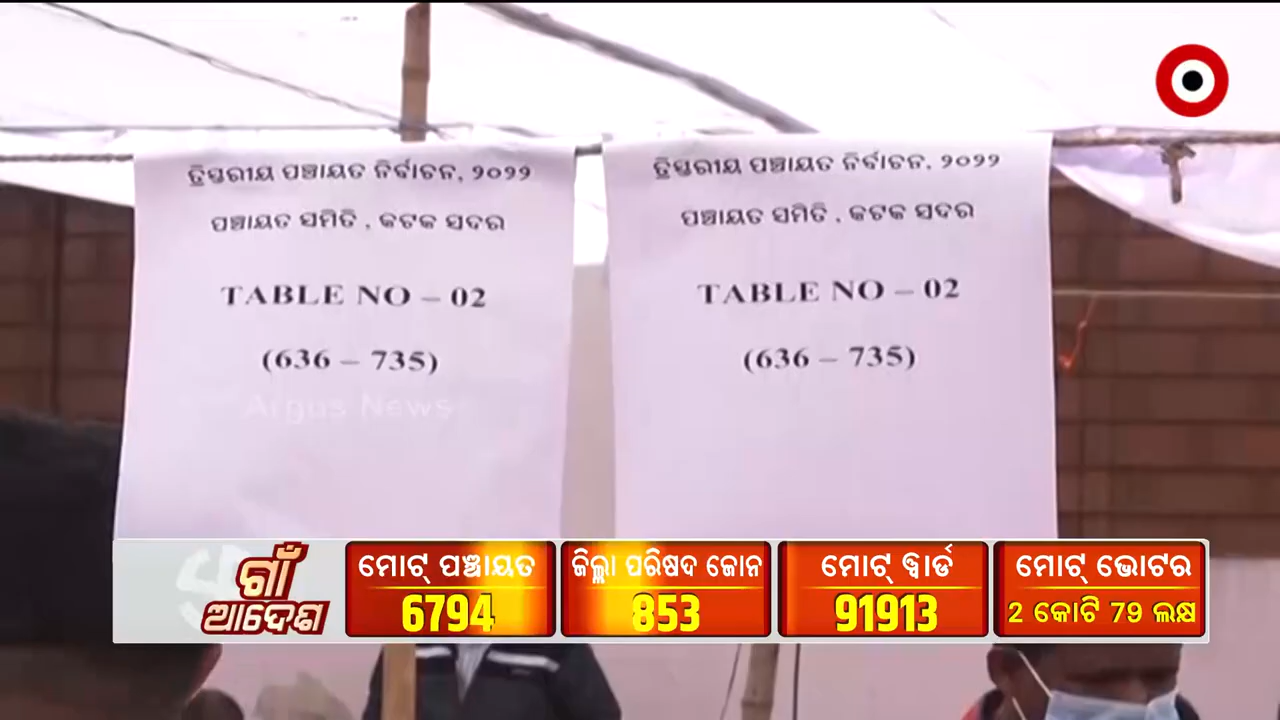 ତ୍ରିସ୍ତରୀୟ ପଞ୍ଚାୟତ ନିର୍ବାଚନ, ୨୦୨୨
ପଞ୍ଚାୟତ ସମିତି , କଟକ ସଦର
TABLE NO – 02
(636 – 735)
Argus News
ତ୍ରିସ୍ତରୀୟ ପଞ୍ଚାୟତ ନିର୍ବାଚନ, ୨୦୨୨
ପଞ୍ଚାୟତ ସମିତି , କଟକ ସଦର
TABLE NO – 02
(636 – 735)
ଗାଁ
ଆଦେଶ
ମୋଟ୍ ପଞ୍ଚାୟତ
6794
ଜିଲ୍ଲା ପରିଷଦ ଜୋନ
853
ମୋଟ୍ ୱାର୍ଡ
91913
ମୋଟ୍ ଭୋଟର
2 କୋଟି 79 ଲକ୍ଷ